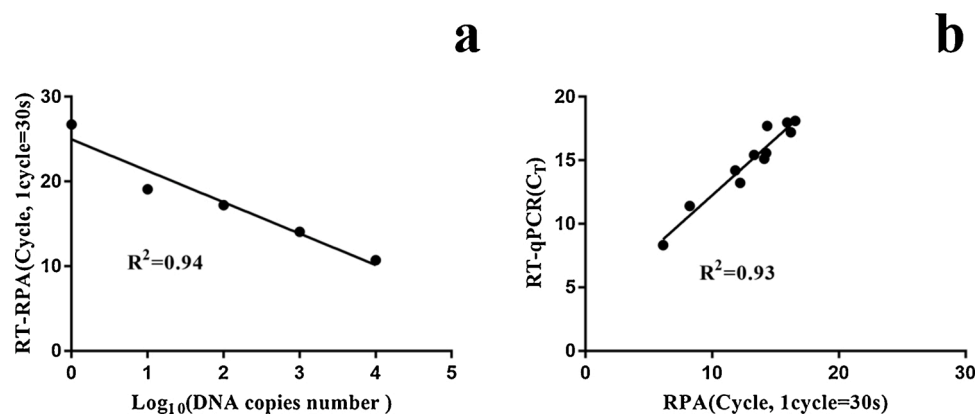 a
RT-RPA(Cycle, 1cycle=30s)
30
20
10
0
R²=0.94
0 1 2 3 4 5
Log₁₀(DNA copies number )
b
RT-qPCR(C_T)
20
15
10
5
0
R²=0.93
0 10 20 30
RPA(Cycle, 1cycle=30s)